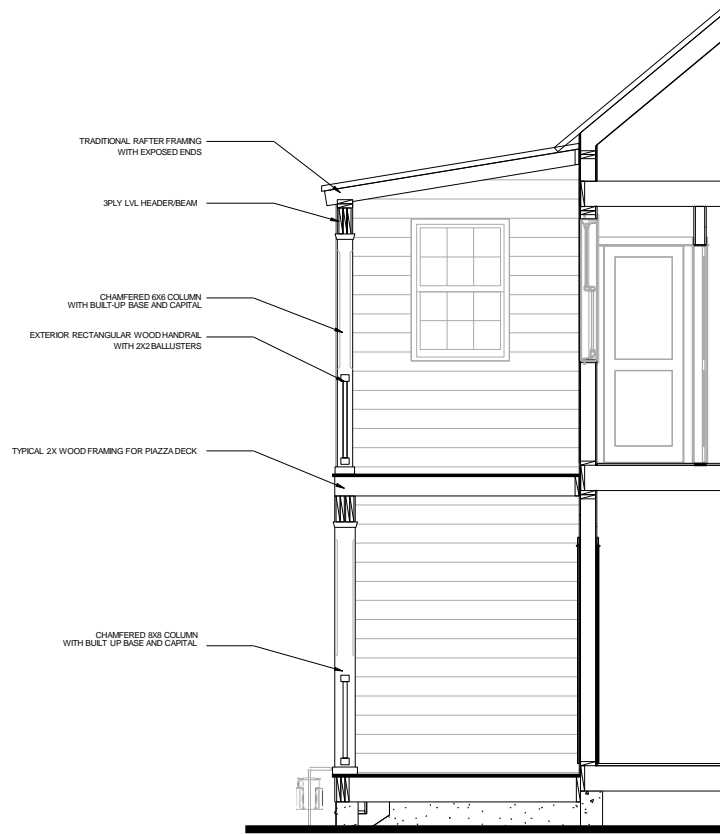 TRADITIONAL RAFTER FRAMING
WITH EXPOSED ENDS
3PLY LVL HEADER/BEAM
CHAMFERED 6X6 COLUMN
WITH BUILT-UP BASE AND CAPITAL
EXTERIOR RECTANGULAR WOOD HANDRAIL
WITH 2X2 BALLUSTERS
TYPICAL 2X WOOD FRAMING FOR PIAZZA DECK
CHAMFERED 8X8 COLUMN
WITH BUILT UP BASE AND CAPITAL